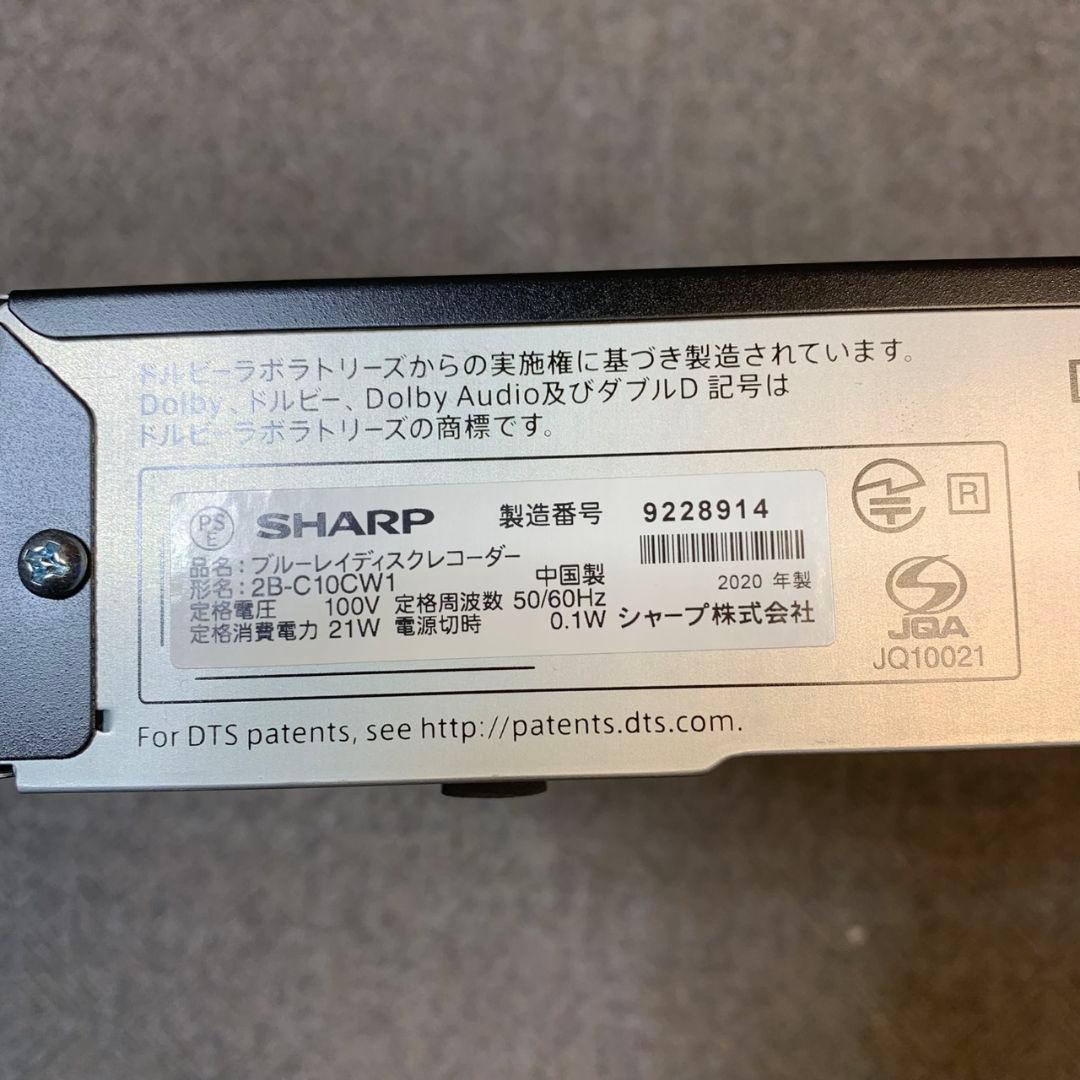 ドルビーラボラトリーズからの実施権に基づき製造されています。
Dolby、ドルビー、Dolby Audio及びダブルD 記号は
ドルビーラボラトリーズの商標です。
PS E SHARP 製造番号 9228914
品名：ブルーレイディスクレコーダー
形名：2B-C10CW1 中国製 2020 年製
定格電圧 100V 定格周波数 50/60Hz
定格消費電力 21W 電源切時 0.1W シャープ株式会社
R
JQA
JQ10021
For DTS patents, see http://patents.dts.com.